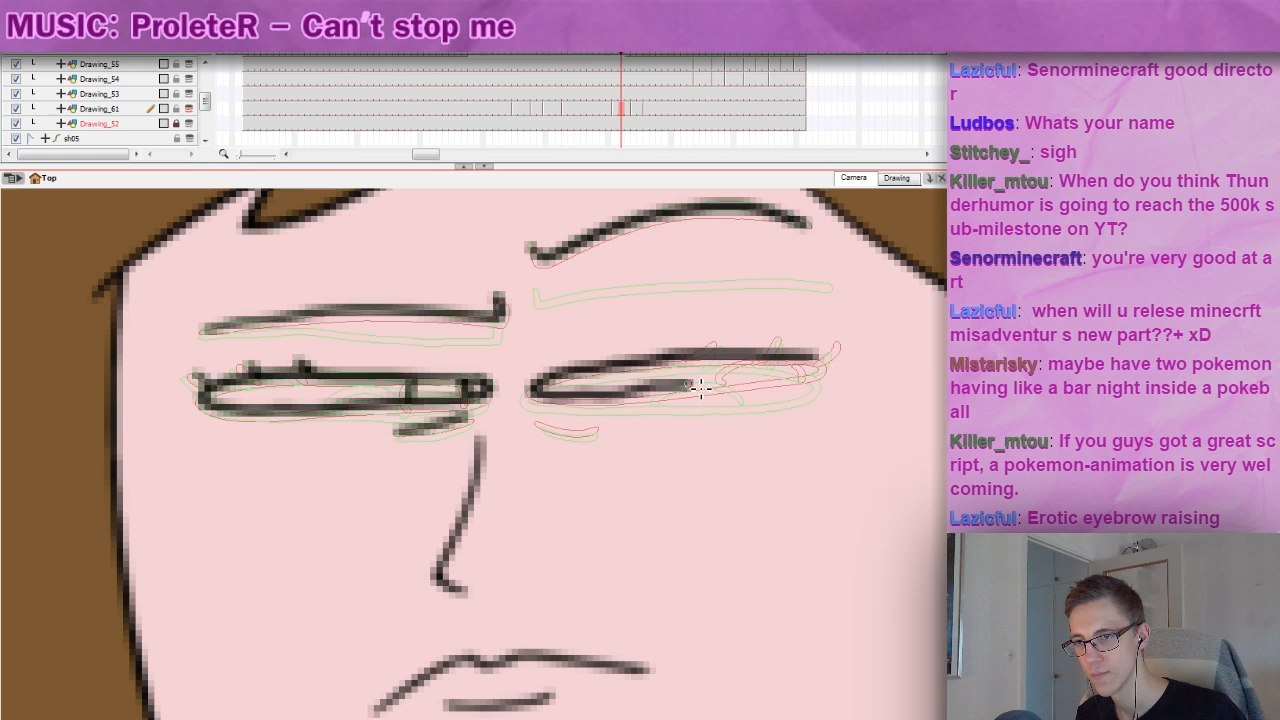 MUSIC: ProleteR – Can't stop me
Drawing_55
Drawing_54
Drawing_53
Drawing_61
Drawing_52
sh05
Top
Camera
Drawing
Lazicful: Senorminecraft good directo
r
Ludbos: Whats your name
Stitchey_: sigh
Killer_mtou: When do you think Thun
derhumor is going to reach the 500k s
ub-milestone on YT?
Senorminecraft: you're very good at a
rt
Lazicful: when will u relese minecrft
misadventur s new part??+ xD
Mistarisky: maybe have two pokemon
having like a bar night inside a pokeb
all
Killer_mtou: If you guys got a great sc
ript, a pokemon-animation is very wel
coming.
Lazicful: Erotic eyebrow raising